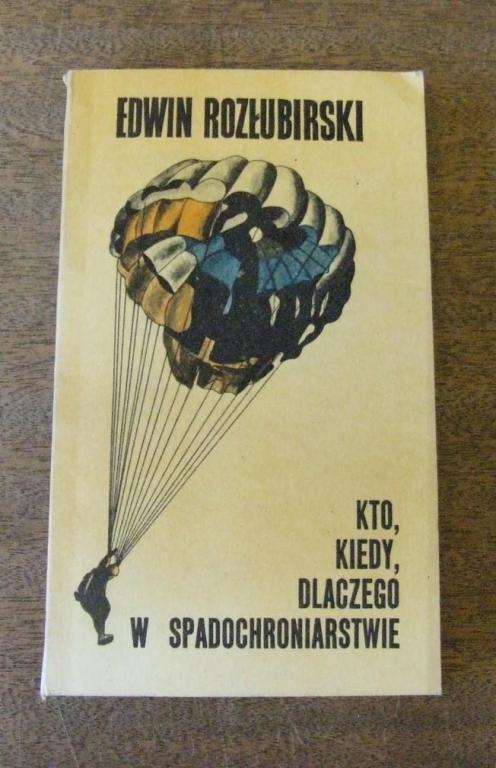 EDWIN ROZŁUBIRSKI
KTO,
KIEDY,
DLACZEGO
W SPADOCHRONIARSTWIE